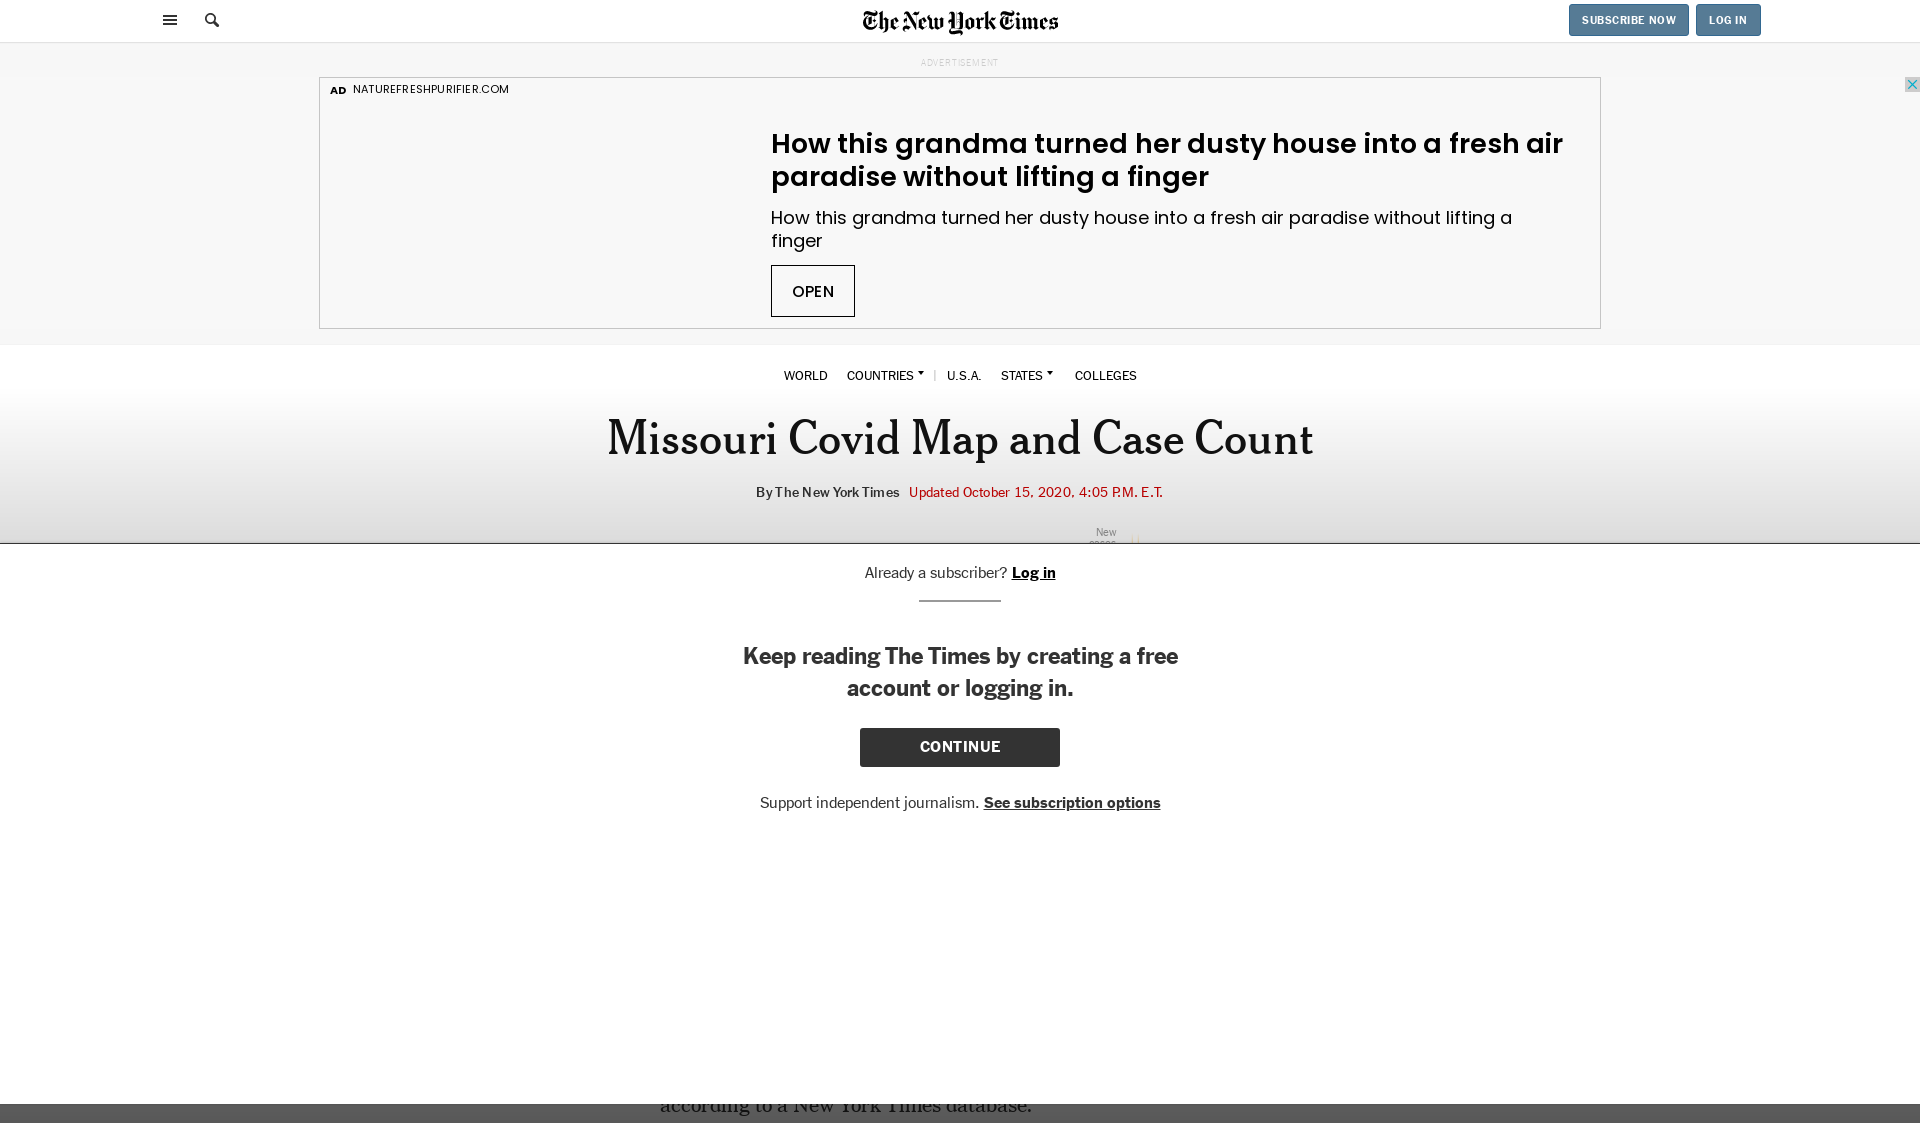 The New York Times
SUBSCRIBE NOW
LOG IN
ADVERTISEMENT
AD NATUREFRESHPURIFIER.COM
How this grandma turned her dusty house into a fresh air
paradise without lifting a finger
How this grandma turned her dusty house into a fresh air paradise without lifting a
finger
OPEN
WORLD COUNTRIES | U.S.A. STATES COLLEGES
Missouri Covid Map and Case Count
By The New York Times Updated October 15, 2020, 4:05 P.M. E.T.
New
Already a subscriber? Log in
Keep reading The Times by creating a free
account or logging in.
CONTINUE
Support independent journalism. See subscription options
according to a New York Times database.